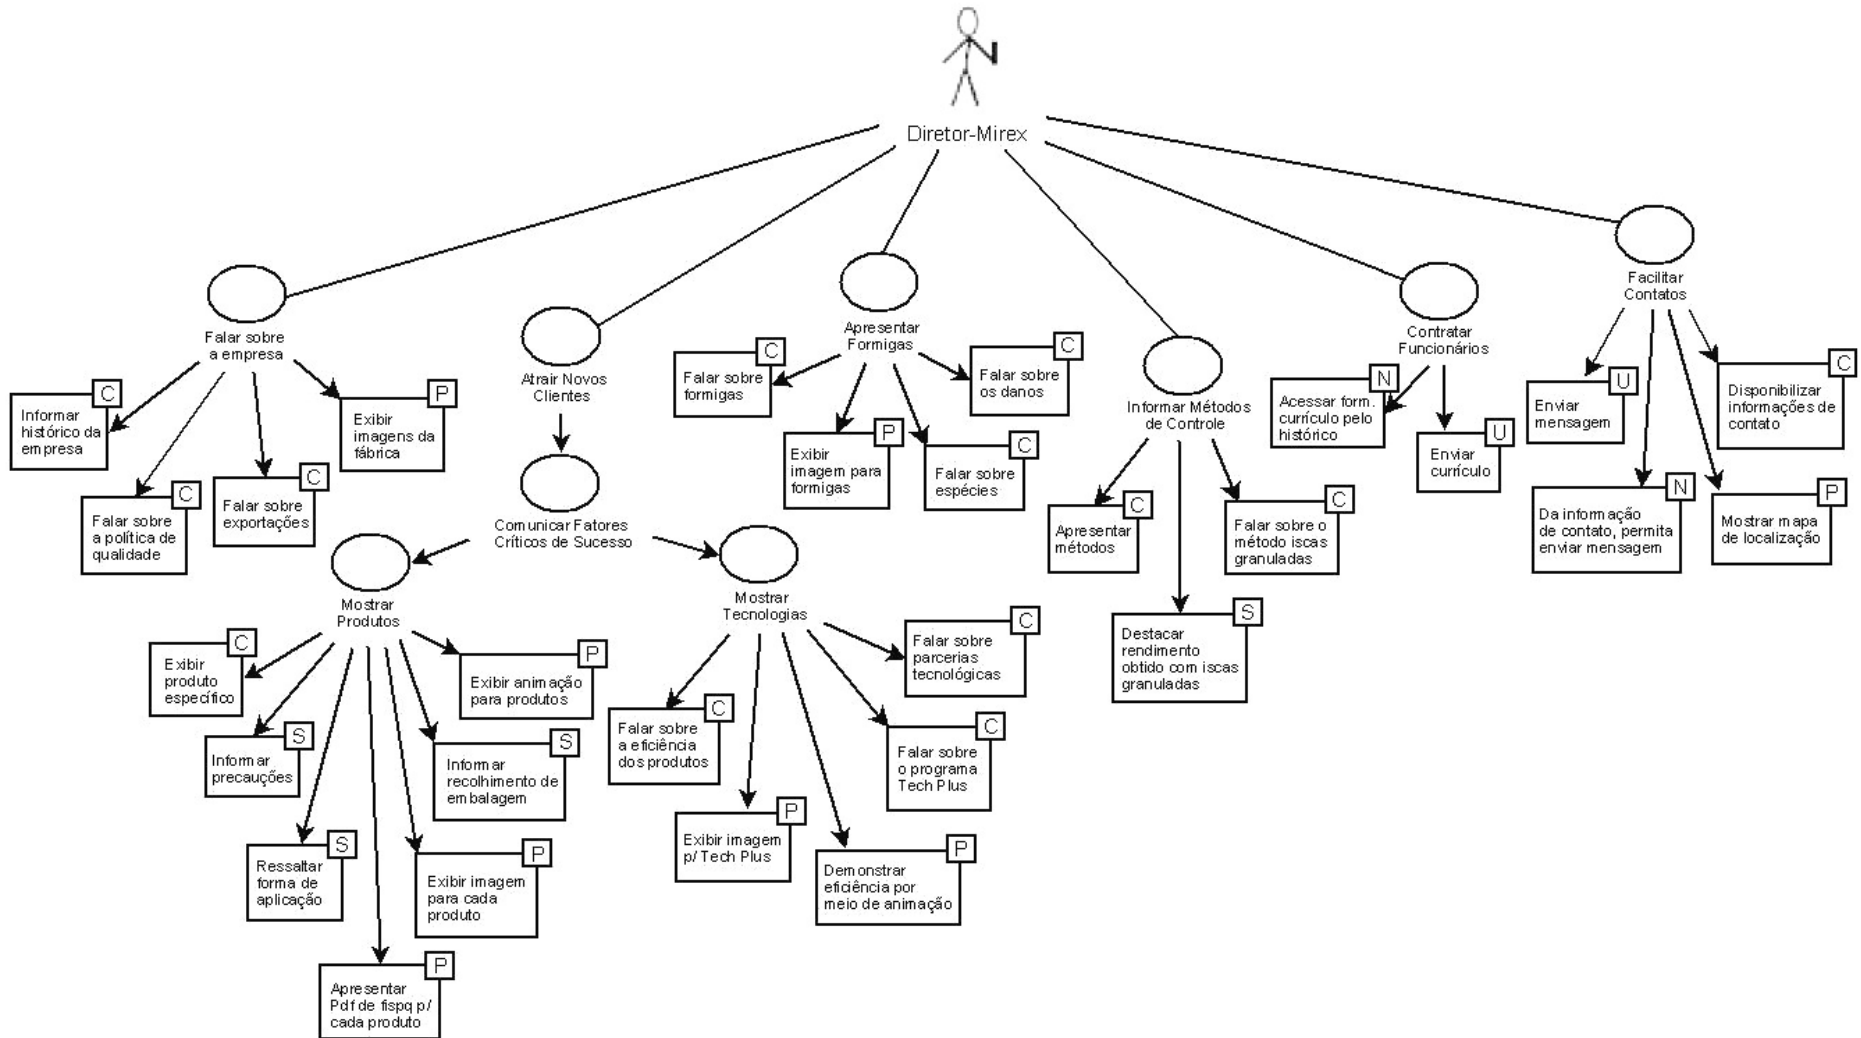 Diretor-Mirex
Falar sobre
a empresa
C
Informar
histórico da
empresa
C
Falar sobre
a política de
qualidade
C
Falar sobre
exportações
P
Exibir
imagens da
fábrica
Atrair Novos
Clientes
Comunicar Fatores
Críticos de Sucesso
Mostrar
Produtos
C
Exibir
produto
específico
S
Informar
precauções
S
Ressaltar
forma de
aplicação
P
Apresentar
Pdf de fispq p/
cada produto
P
Exibir imagem
para cada
produto
S
Informar
recolhimento de
embalagem
P
Exibir animação
para produtos
Mostrar
Tecnologias
C
Falar sobre
a eficiência
dos produtos
P
Exibir imagem
p/ Tech Plus
P
Demonstrar
eficiência por
meio de animação
C
Falar sobre
o programa
Tech Plus
C
Falar sobre
parcerias
tecnológicas
Apresentar
Formigas
C
Falar sobre
formigas
P
Exibir
imagem para
formigas
C
Falar sobre
espécies
C
Falar sobre
os danos
Informar Métodos
de Controle
C
Apresentar
métodos
S
Destacar
rendimento
obtido com iscas
granuladas
C
Falar sobre o
método iscas
granuladas
Contratar
Funcionários
N
Acessar form.
currículo pelo
histórico
U
Enviar
currículo
Facilitar
Contatos
U
Enviar
mensagem
N
Da informação
de contato, permita
enviar mensagem
P
Mostrar mapa
de localização
C
Disponibilizar
informações de
contato